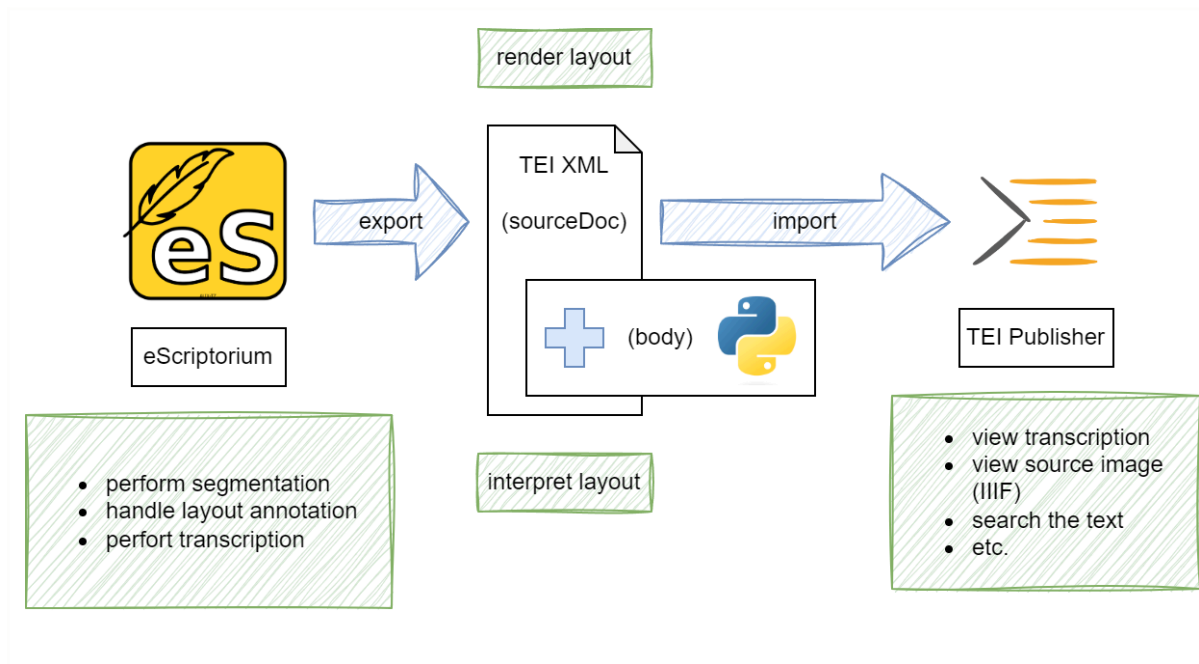 render layout
TEI XML
(sourceDoc)
export
import
eS
(body)
eScriptorium
TEI Publisher
interpret layout
• perform segmentation
• handle layout annotation
• perfort transcription
• view transcription
• view source image
(IIIF)
• search the text
• etc.